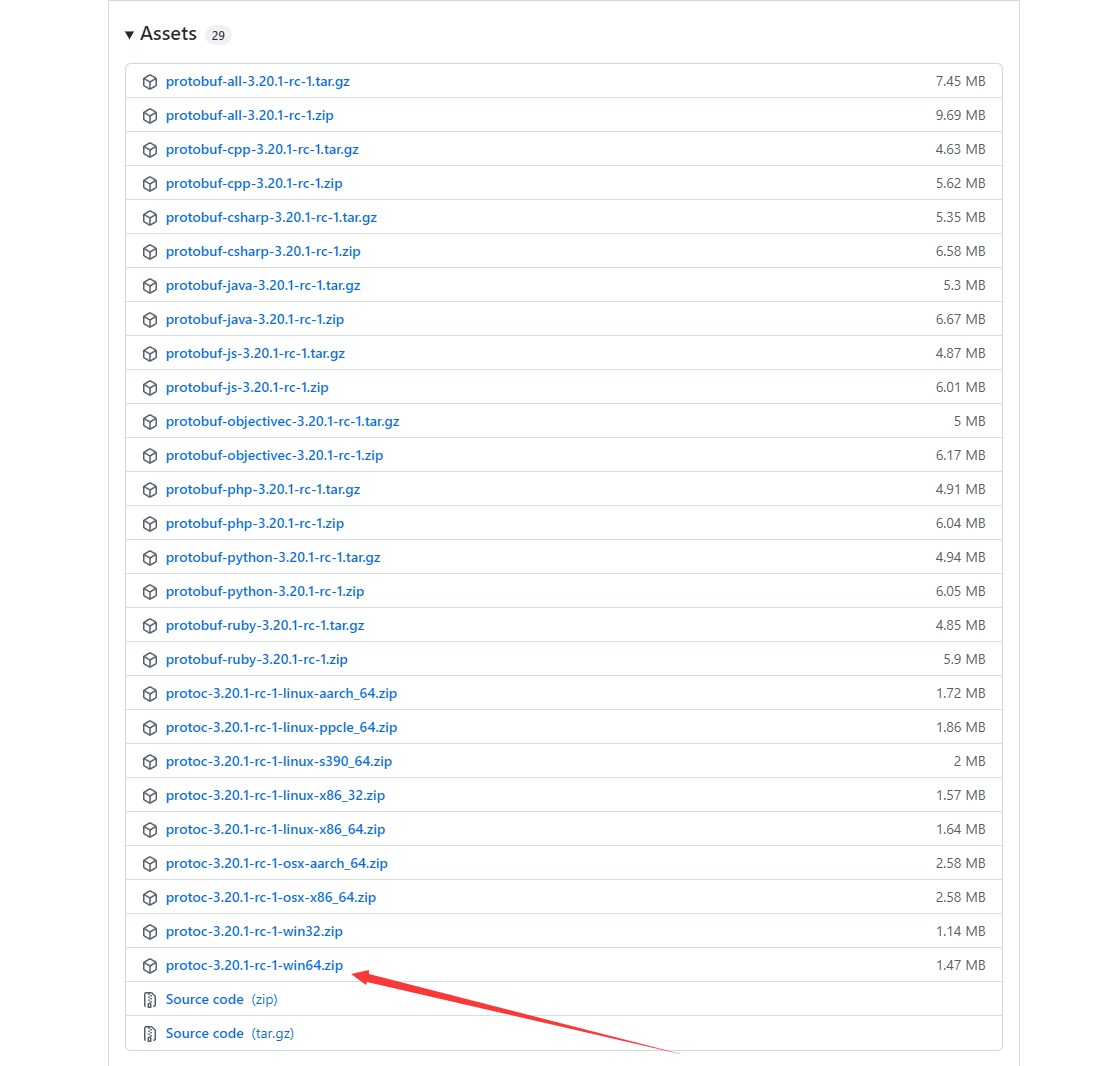 Assets 29
protobuf-all-3.20.1-rc-1.tar.gz 7.45 MB
protobuf-all-3.20.1-rc-1.zip 9.69 MB
protobuf-cpp-3.20.1-rc-1.tar.gz 4.63 MB
protobuf-cpp-3.20.1-rc-1.zip 5.62 MB
protobuf-csharp-3.20.1-rc-1.tar.gz 5.35 MB
protobuf-csharp-3.20.1-rc-1.zip 6.58 MB
protobuf-java-3.20.1-rc-1.tar.gz 5.3 MB
protobuf-java-3.20.1-rc-1.zip 6.67 MB
protobuf-js-3.20.1-rc-1.tar.gz 4.87 MB
protobuf-js-3.20.1-rc-1.zip 6.01 MB
protobuf-objectivec-3.20.1-rc-1.tar.gz 5 MB
protobuf-objectivec-3.20.1-rc-1.zip 6.17 MB
protobuf-php-3.20.1-rc-1.tar.gz 4.91 MB
protobuf-php-3.20.1-rc-1.zip 6.04 MB
protobuf-python-3.20.1-rc-1.tar.gz 4.94 MB
protobuf-python-3.20.1-rc-1.zip 6.05 MB
protobuf-ruby-3.20.1-rc-1.tar.gz 4.85 MB
protobuf-ruby-3.20.1-rc-1.zip 5.9 MB
protoc-3.20.1-rc-1-linux-aarch_64.zip 1.72 MB
protoc-3.20.1-rc-1-linux-ppcle_64.zip 1.86 MB
protoc-3.20.1-rc-1-linux-s390_64.zip 2 MB
protoc-3.20.1-rc-1-linux-x86_32.zip 1.57 MB
protoc-3.20.1-rc-1-linux-x86_64.zip 1.64 MB
protoc-3.20.1-rc-1-osx-aarch_64.zip 2.58 MB
protoc-3.20.1-rc-1-osx-x86_64.zip 2.58 MB
protoc-3.20.1-rc-1-win32.zip 1.14 MB
protoc-3.20.1-rc-1-win64.zip 1.47 MB
Source code (zip)
Source code (tar.gz)